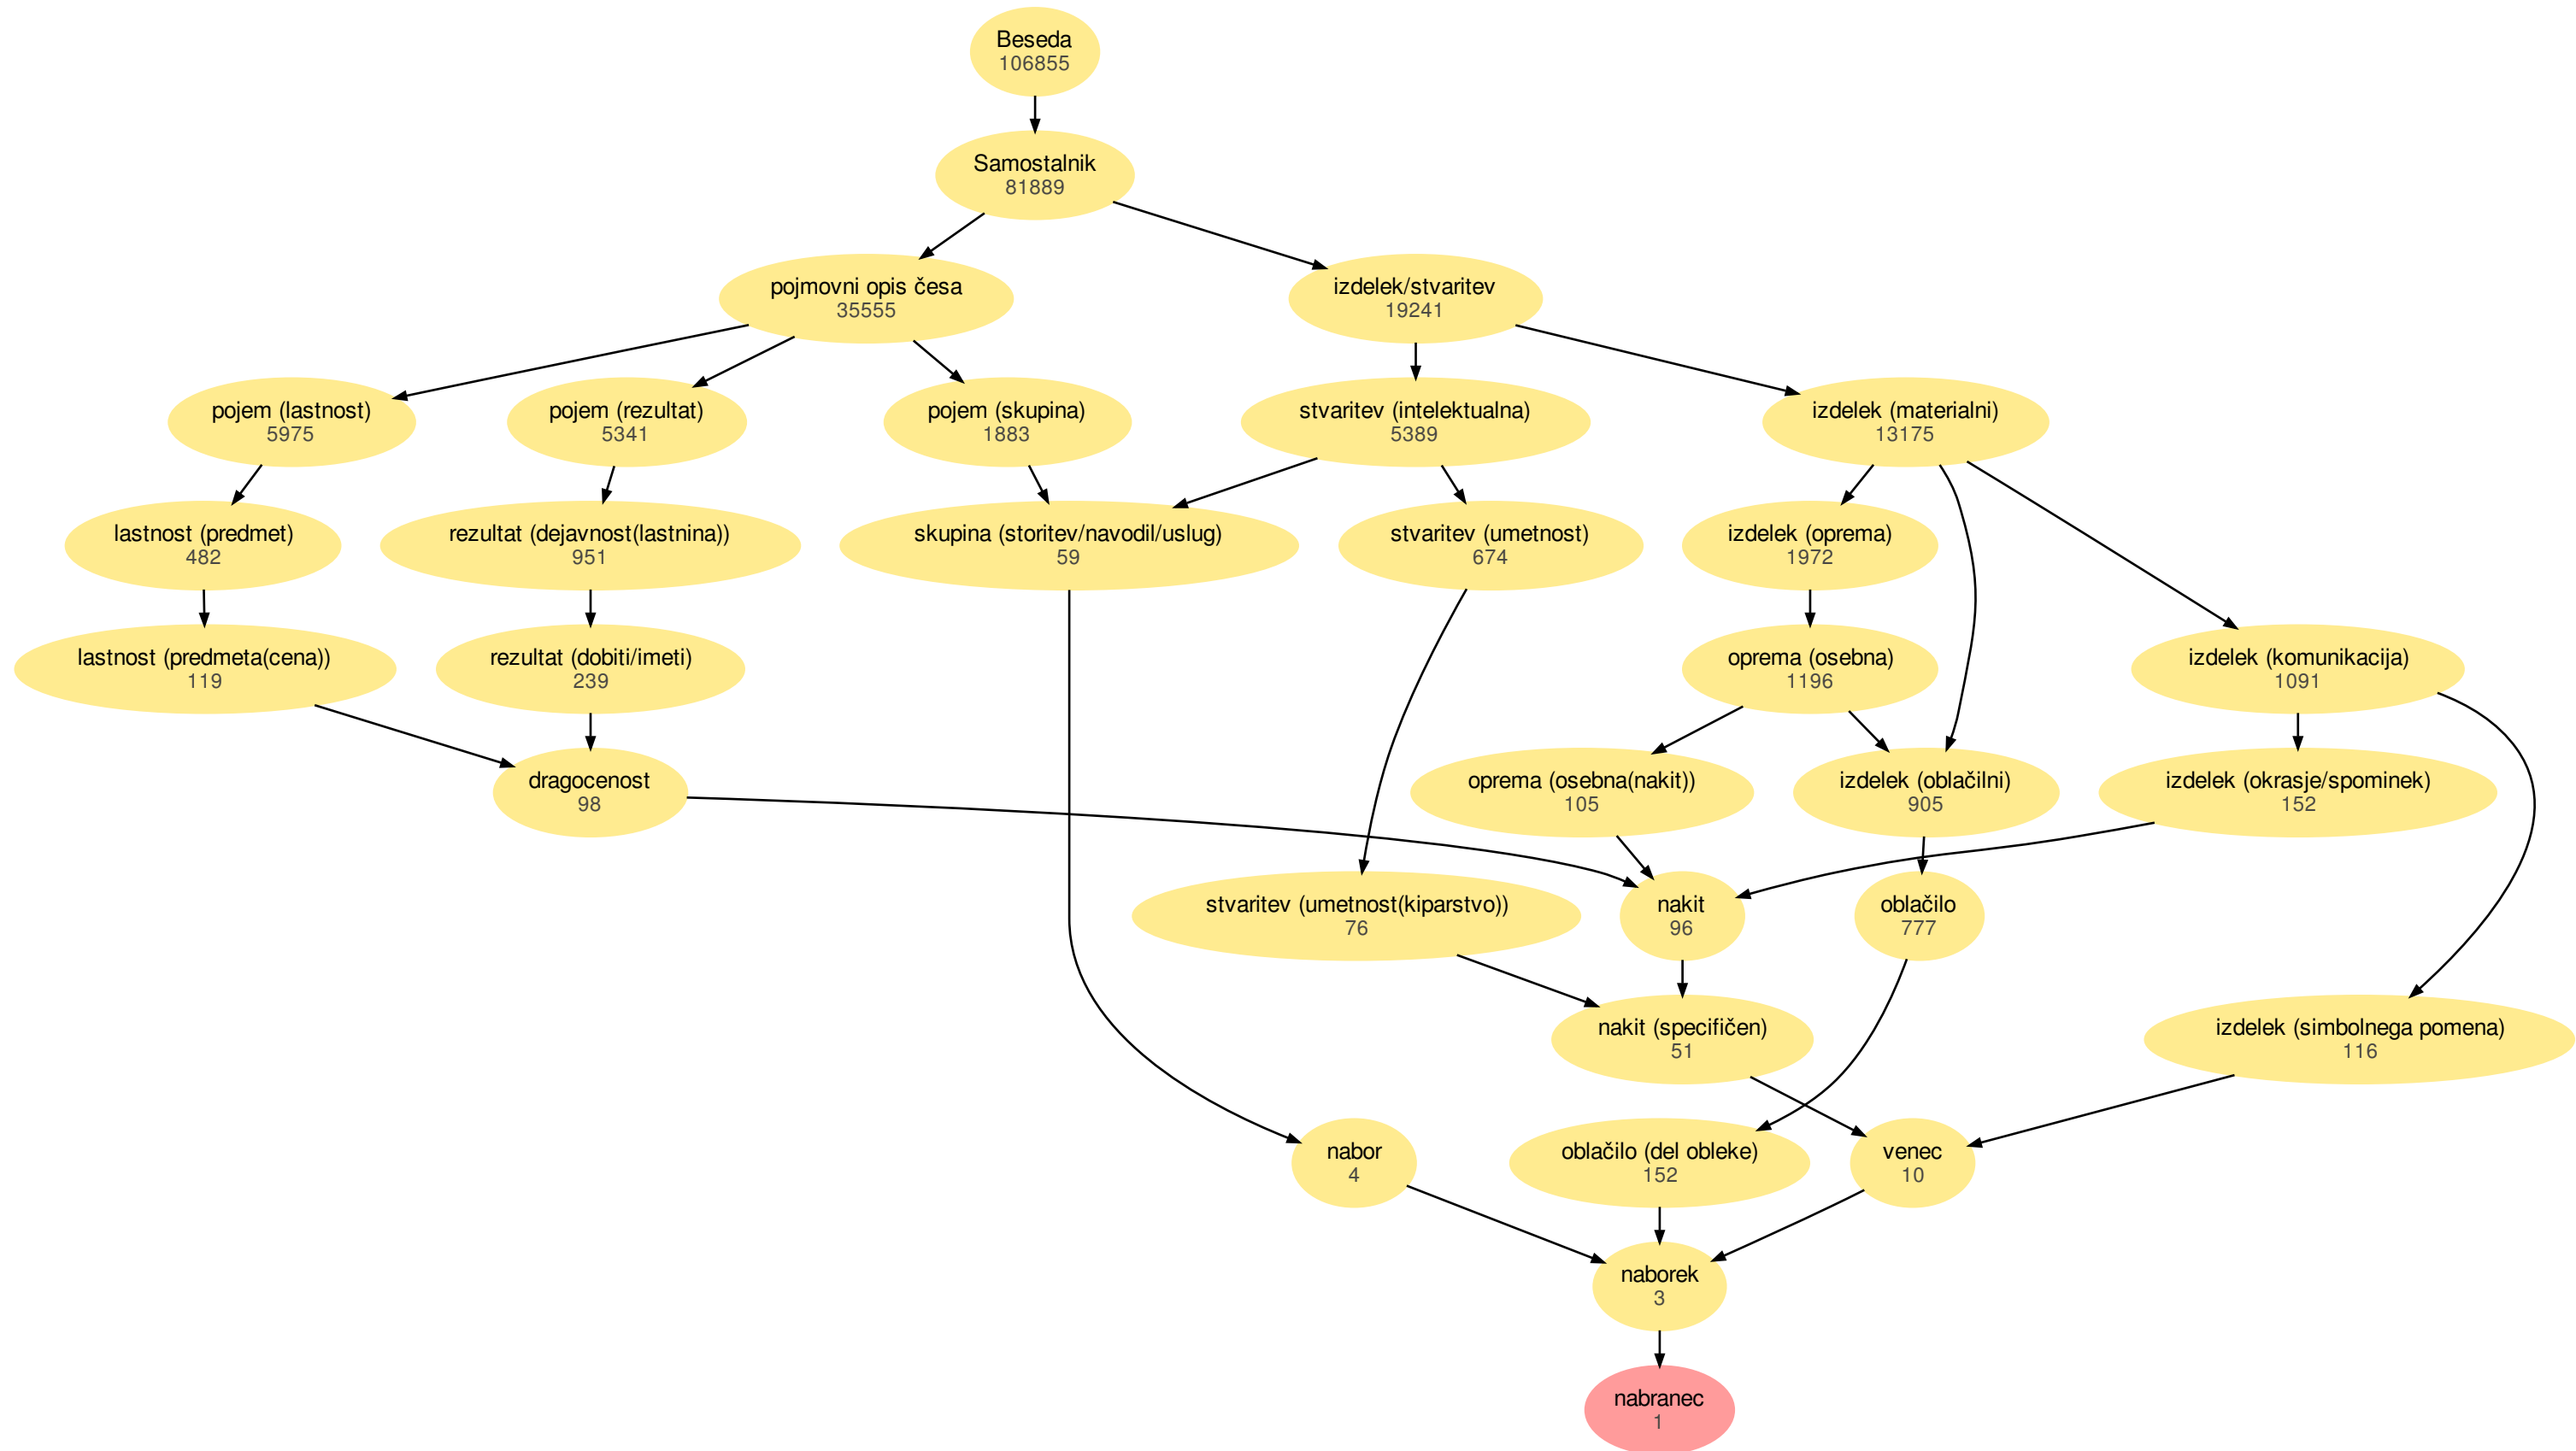 Beseda
106855
Samostalnik
81889
pojmovni opis česa
35555
izdelek/stvaritev
19241
pojem (lastnost)
5975
pojem (rezultat)
5341
pojem (skupina)
1883
stvaritev (intelektualna)
5389
izdelek (materialni)
13175
lastnost (predmet)
482
rezultat (dejavnost(lastnina))
951
skupina (storitev/navodil/uslug)
59
stvaritev (umetnost)
674
izdelek (oprema)
1972
lastnost (predmeta(cena))
119
rezultat (dobiti/imeti)
239
oprema (osebna)
1196
izdelek (komunikacija)
1091
dragocenost
98
oprema (osebna(nakit))
105
izdelek (oblačilni)
905
izdelek (okrasje/spominek)
152
stvaritev (umetnost(kiparstvo))
76
nakit
96
oblačilo
777
nakit (specifičen)
51
izdelek (simbolnega pomena)
116
nabor
4
oblačilo (del obleke)
152
venec
10
naborek
3
nabranec
1